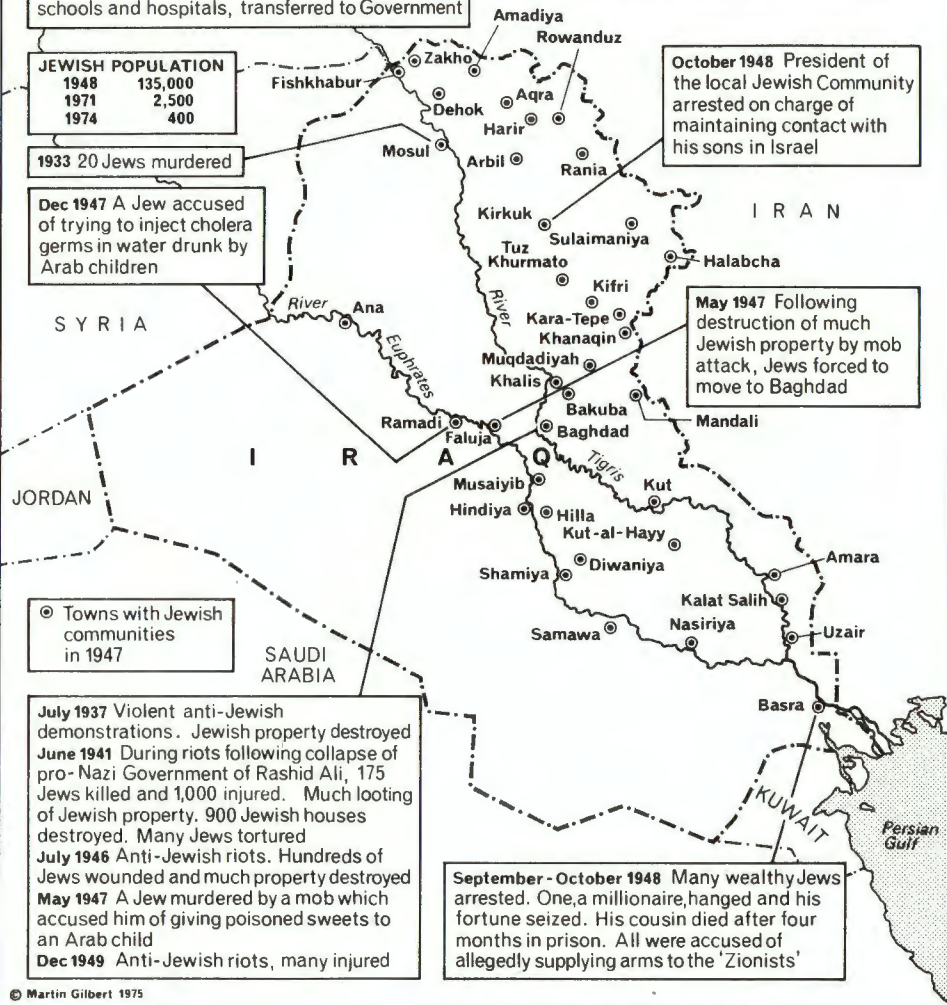 schools and hospitals, transferred to Government
JEWISH POPULATION
1948 135,000
1971 2,500
1974 400
1933 20 Jews murdered
Dec 1947 A Jew accused
of trying to inject cholera
germs in water drunk by
Arab children
October 1948 President of
the local Jewish Community
arrested on charge of
maintaining contact with
his sons in Israel
May 1947 Following
destruction of much
Jewish property by mob
attack, Jews forced to
move to Baghdad
Amadiya
Rowanduz
Zakho
Fishkhabur
Dehok
Aqra
Harir
Mosul
Arbil
Rania
Kirkuk
Sulaimaniya
IRAN
Tuz
Khurmato
Halabcha
Kifri
River
River
Ana
SYRIA
Kara-Tepe
Khanaqin
Euphrates
Muqdadiyah
Khalis
Bakuba
Mandali
Ramadi
Faluja
Baghdad
IRAQ
Tigris
JORDAN
Musaiyib
Kut
Hindiya
Hilla
Kut-al-Hayy
Diwaniya
Amara
Shamiya
Kalat Salih
Samawa
Nasiriya
Uzair
SAUDI
ARABIA
Basra
KUWAIT
Persian
Gulf
Towns with Jewish
communities
in 1947
July 1937 Violent anti-Jewish
demonstrations. Jewish property destroyed
June 1941 During riots following collapse of
pro-Nazi Government of Rashid Ali, 175
Jews killed and 1,000 injured. Much looting
of Jewish property. 900 Jewish houses
destroyed. Many Jews tortured
July 1946 Anti-Jewish riots. Hundreds of
Jews wounded and much property destroyed
May 1947 A Jew murdered by a mob which
accused him of giving poisoned sweets to
an Arab child
Dec 1949 Anti-Jewish riots, many injured
September-October 1948 Many wealthy Jews
arrested. One, a millionaire, hanged and his
fortune seized. His cousin died after four
months in prison. All were accused of
allegedly supplying arms to the 'Zionists'
© Martin Gilbert 1975